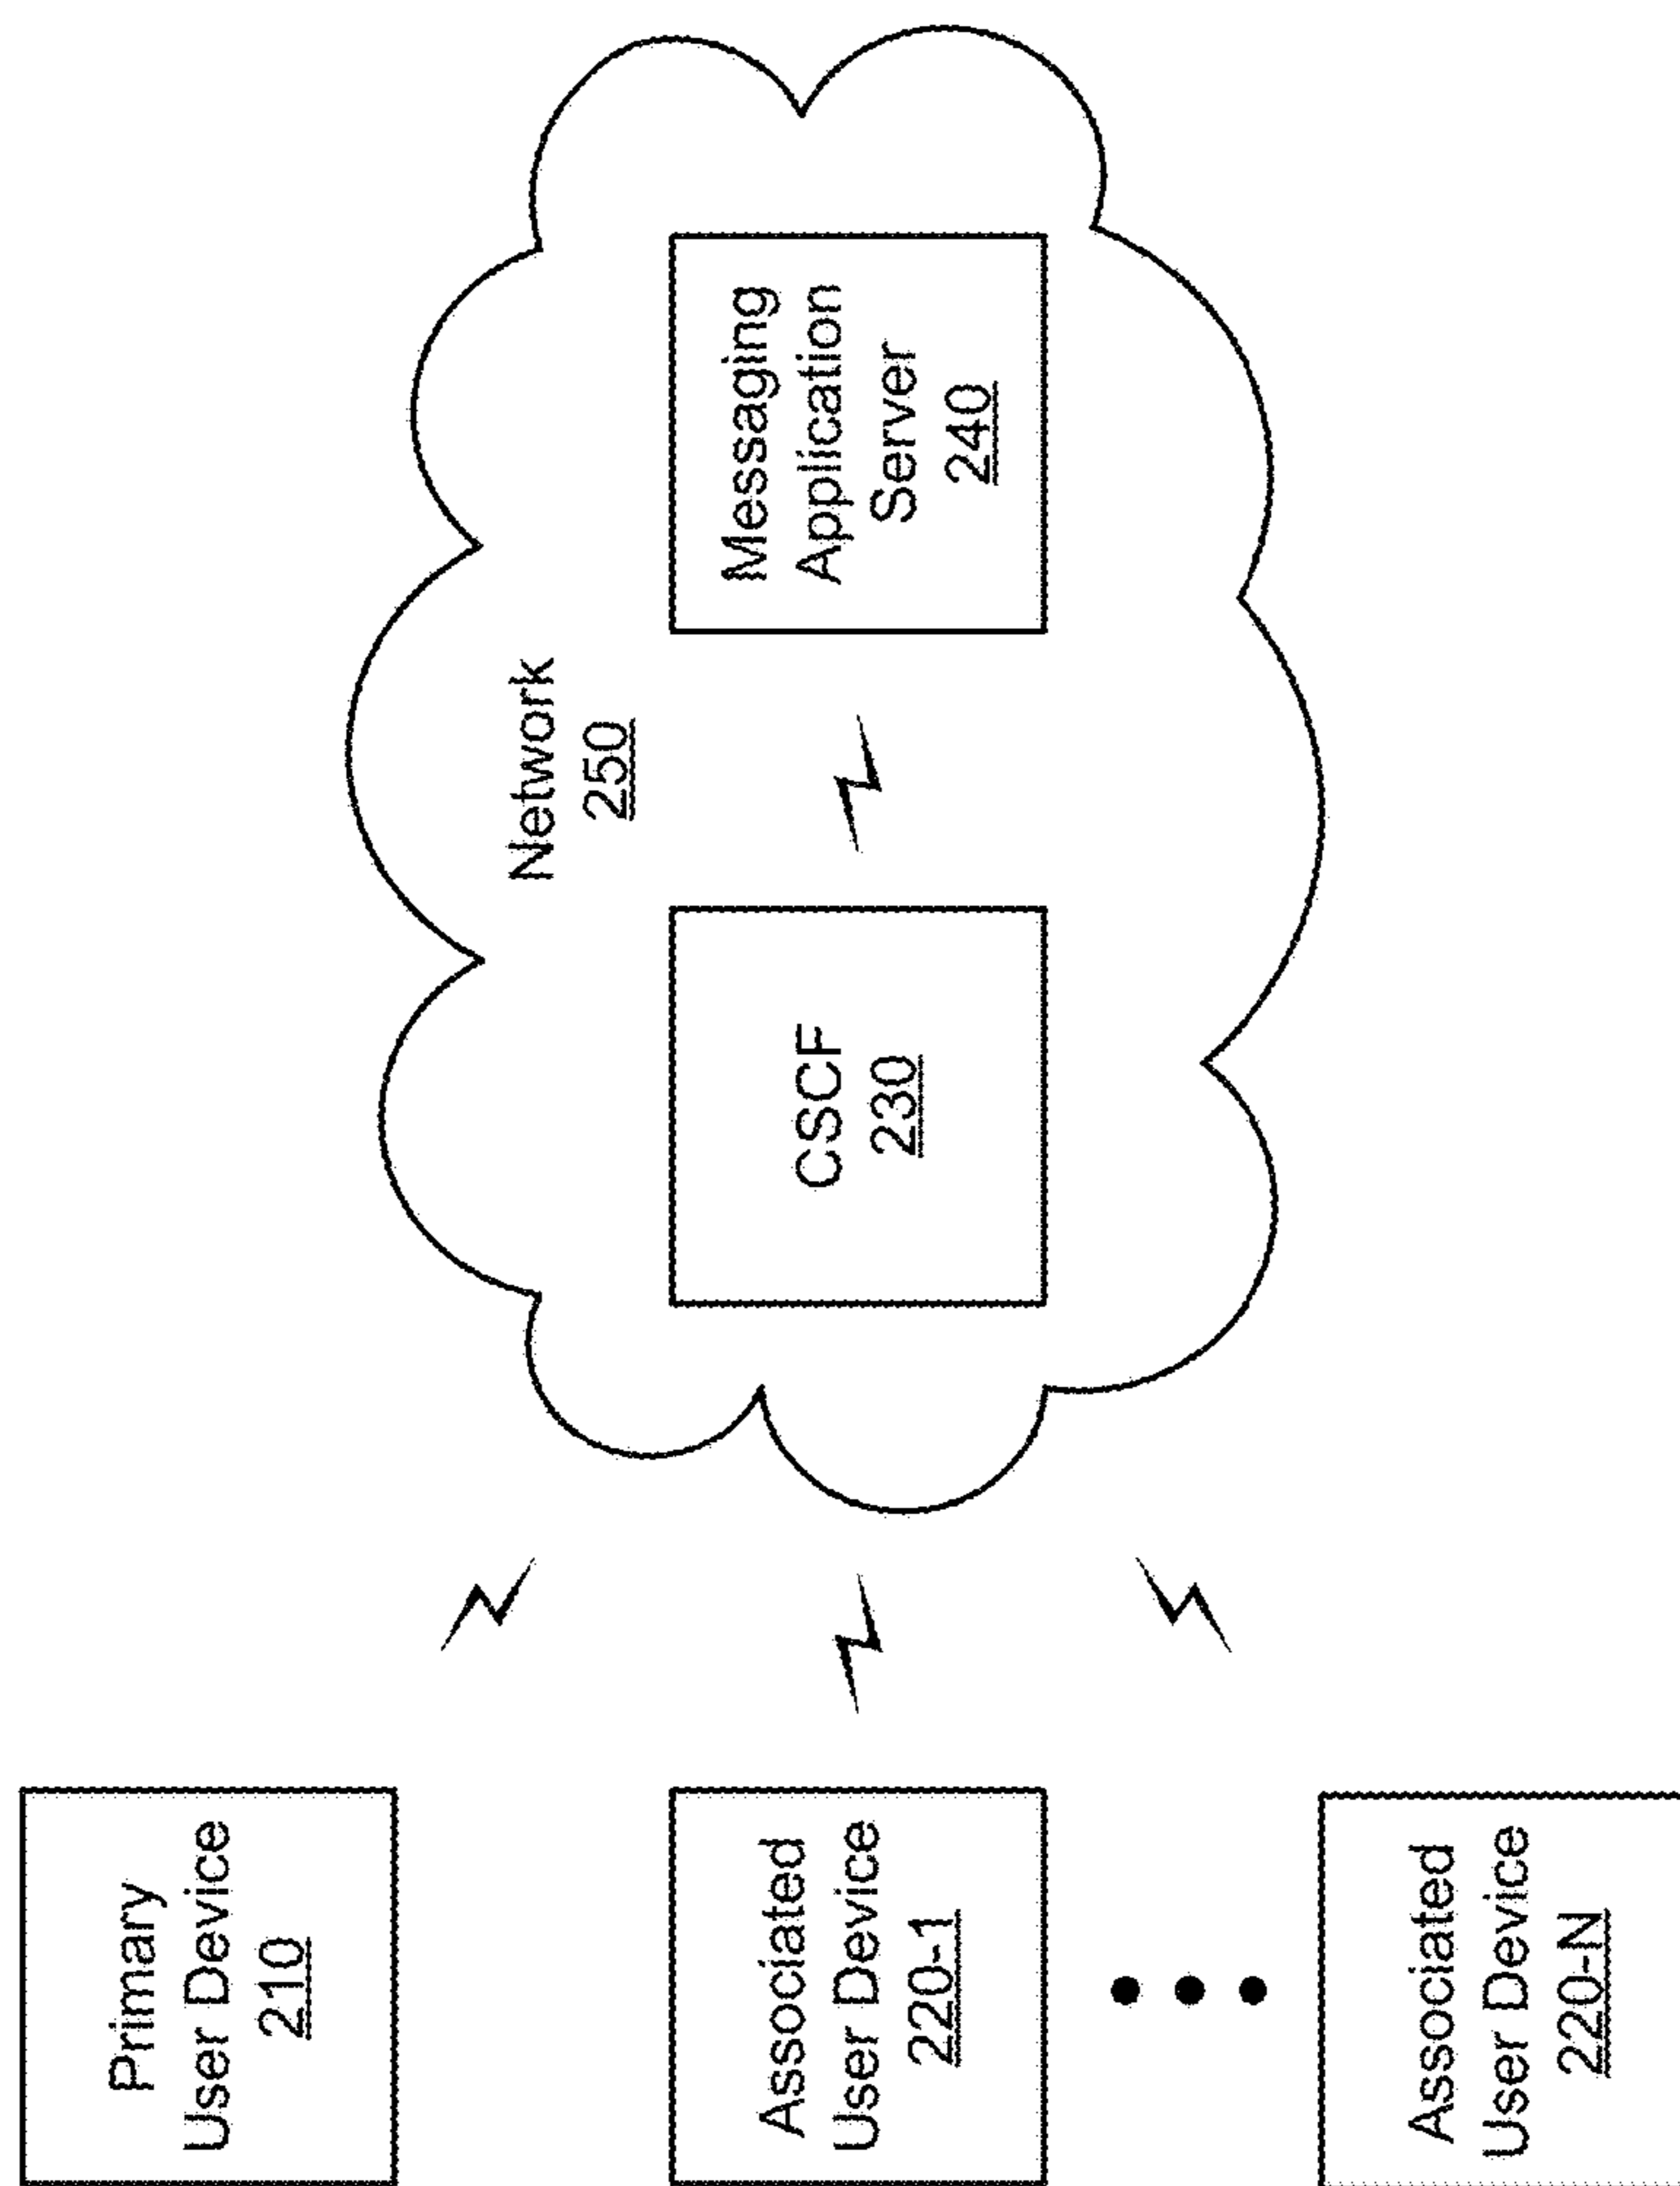 Primary
User Device
210
Associated
User Device
220-1
Associated
User Device
220-N
Network
250
CSCF
230
Messaging
Application
Server
240